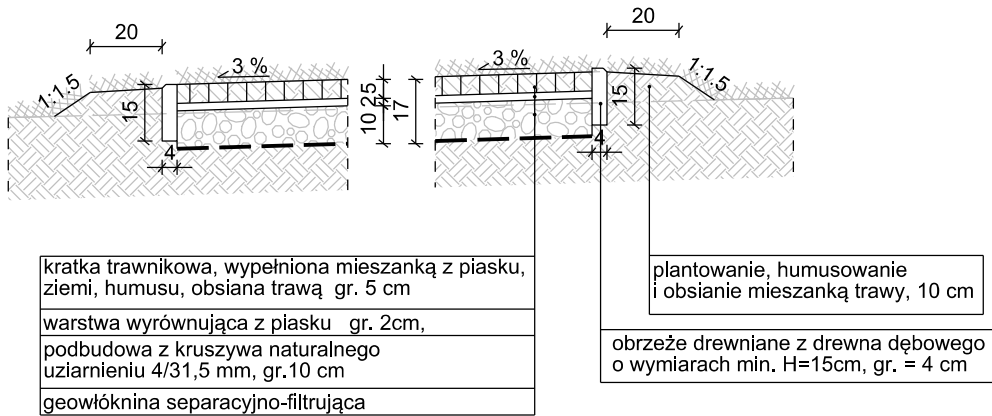 20
20
1:1.5
3 %
3 %
1:1.5
15
10 2 5
17
15
4
4
kratka trawnikowa, wypełniona mieszanką z piasku,
ziemi, humusu, obsiana trawą gr. 5 cm
warstwa wyrównująca z piasku gr. 2cm,
podbudowa z kruszywa naturalnego
uziarnieniu 4/31,5 mm, gr.10 cm
geowłóknina separacyjno-filtrująca
plantowanie, humusowanie
i obsianie mieszanką trawy, 10 cm
obrzeże drewniane z drewna dębowego
o wymiarach min. H=15cm, gr. = 4 cm